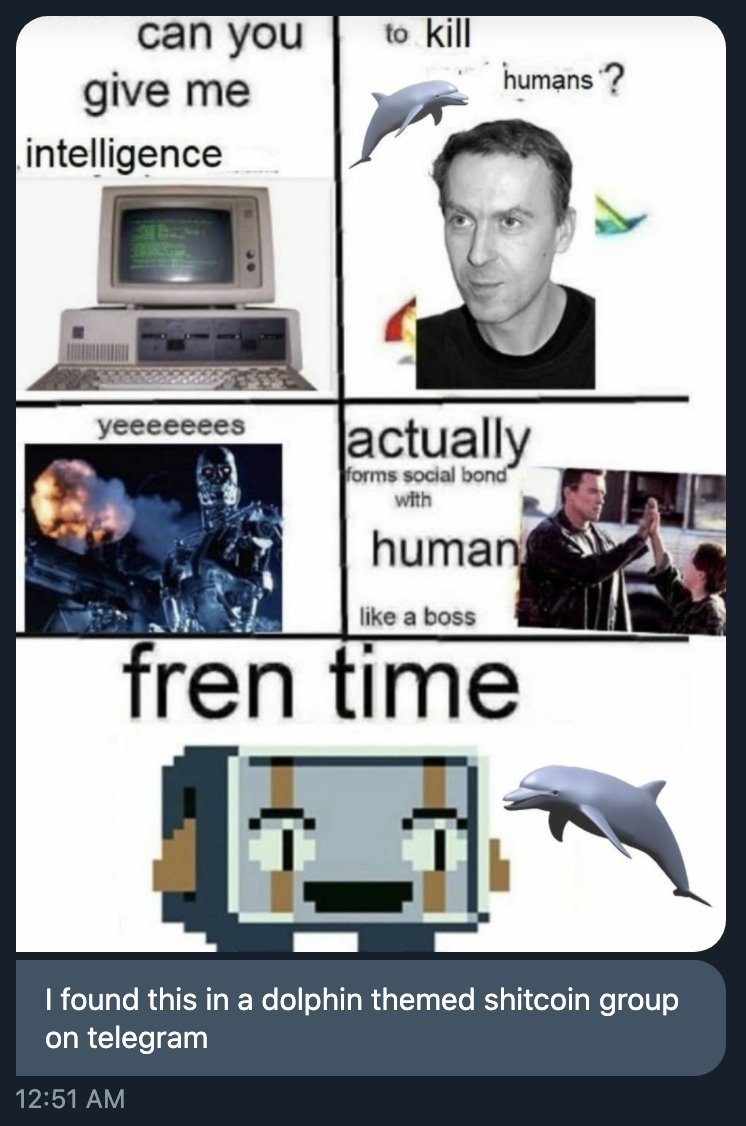 can you
give me
intelligence
to kill
humans ?
yeeeeeees
actually
forms social bond
with
human
like a boss
fren time
I found this in a dolphin themed shitcoin group
on telegram
12:51 AM